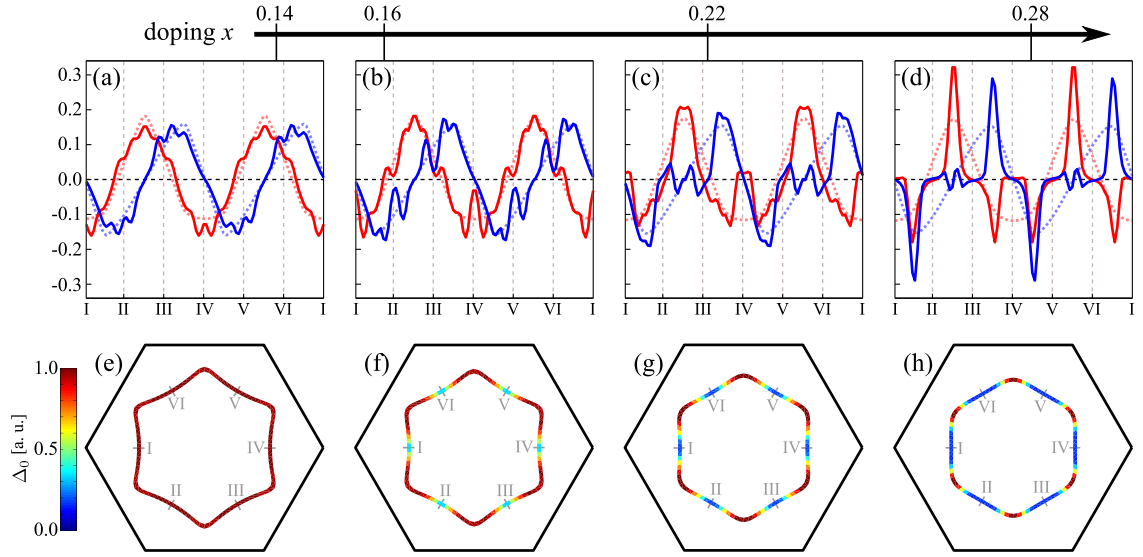 0.14 0.16 0.22 0.28
doping x
(a) (b) (c) (d)
0.3
0.2
0.1
0.0
-0.1
-0.2
-0.3
I II III IV V VI I I II III IV V VI I I II III IV V VI I I II III IV V VI I
(e) (f) (g) (h)
1.0
0.5
0.0
Δ₀ [a. u.]
VI V VI V VI V VI V
I IV I IV I IV I IV
II III II III II III II III